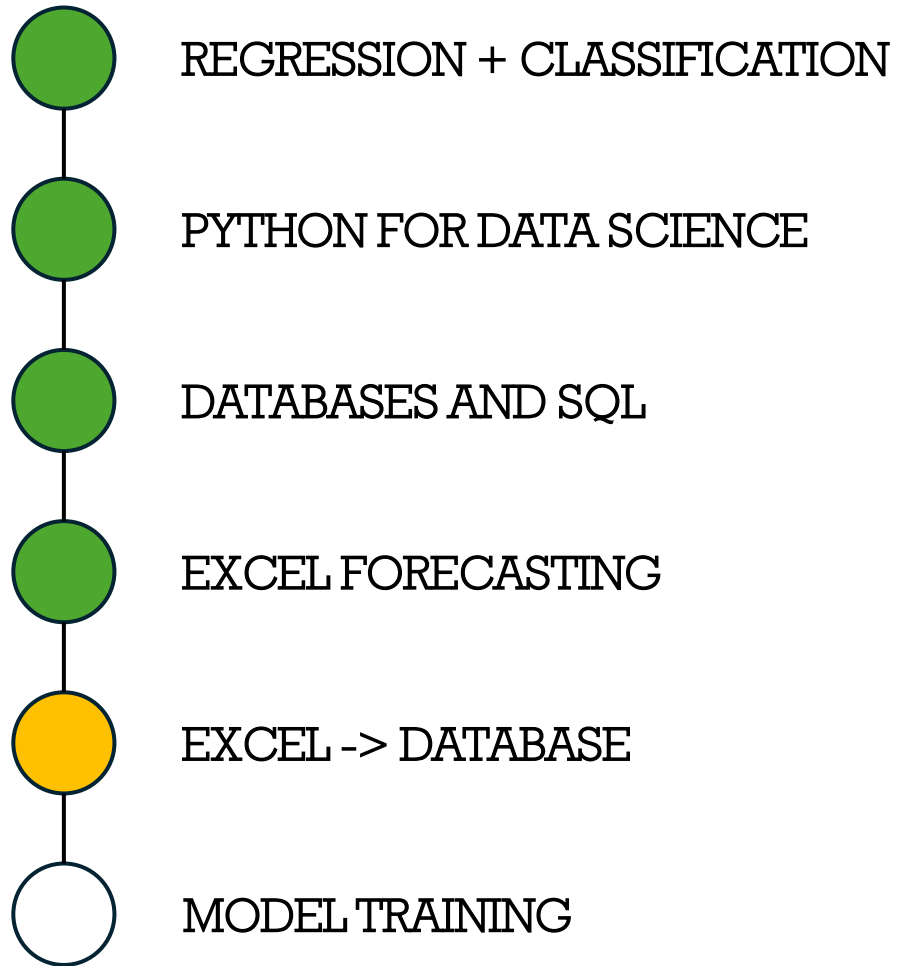 REGRESSION + CLASSIFICATION
PYTHON FOR DATA SCIENCE
DATABASES AND SQL
EXCEL FORECASTING
EXCEL -> DATABASE
MODEL TRAINING